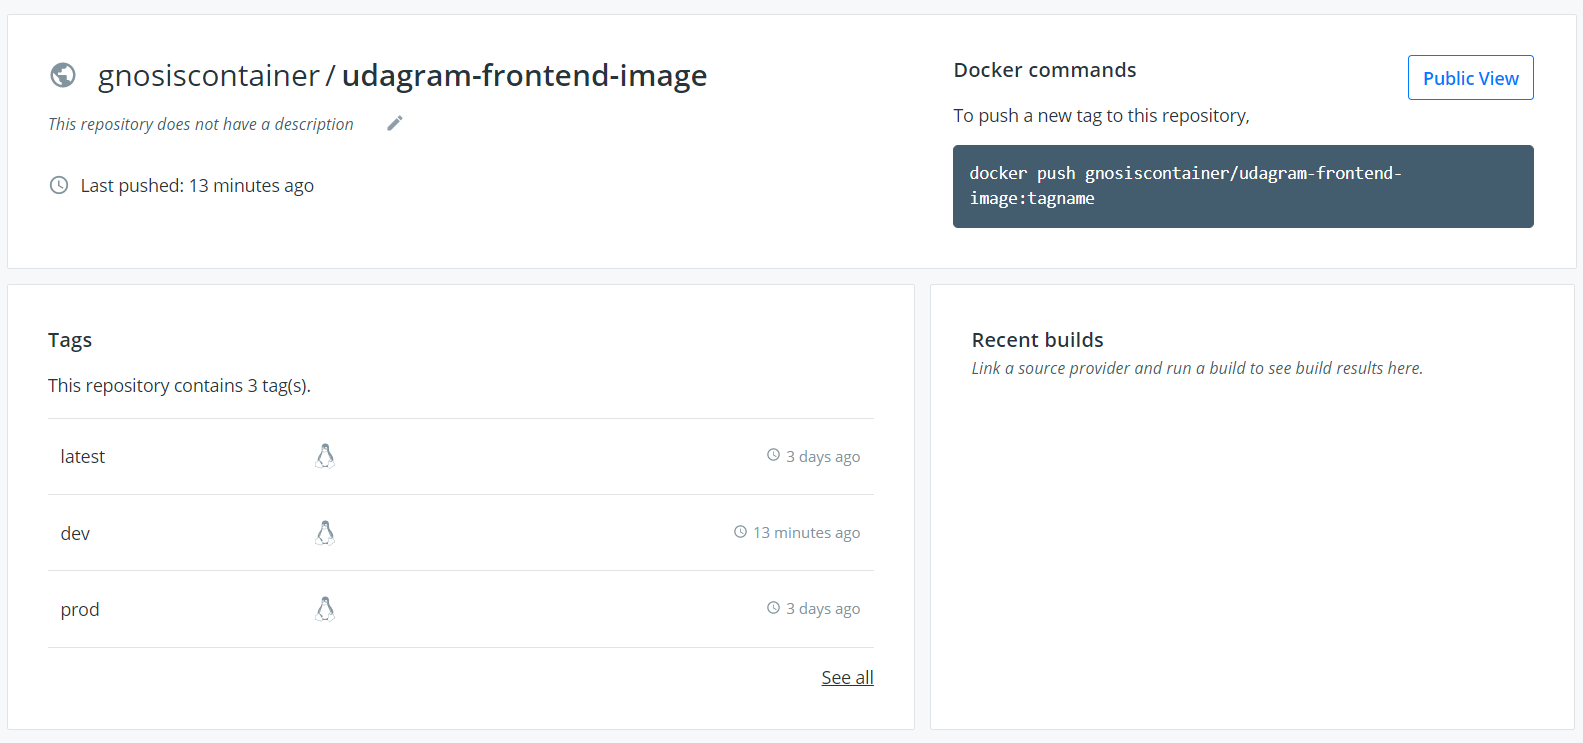 gnosiscontainer / udagram-frontend-image
This repository does not have a description
Last pushed: 13 minutes ago
Docker commands
Public View
To push a new tag to this repository,
docker push gnosiscontainer/udagram-frontend-
image:tagname
Tags
This repository contains 3 tag(s).
latest 3 days ago
dev 13 minutes ago
prod 3 days ago
See all
Recent builds
Link a source provider and run a build to see build results here.